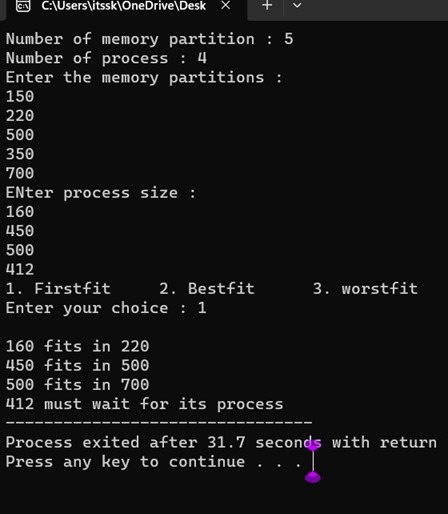 C:\Users\itssk\OneDrive\Desk
Number of memory partition : 5
Number of process : 4
Enter the memory partitions :
150
220
500
350
700
ENter process size :
160
450
500
412
1. Firstfit     2. Bestfit      3. worstfit
Enter your choice : 1
160 fits in 220
450 fits in 500
500 fits in 700
412 must wait for its process
--------------------------------
Process exited after 31.7 seconds with return
Press any key to continue . . .